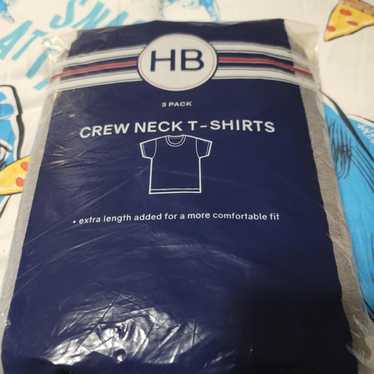 HB
3 PACK
CREW NECK T-SHIRTS
• extra length added for a more comfortable fit